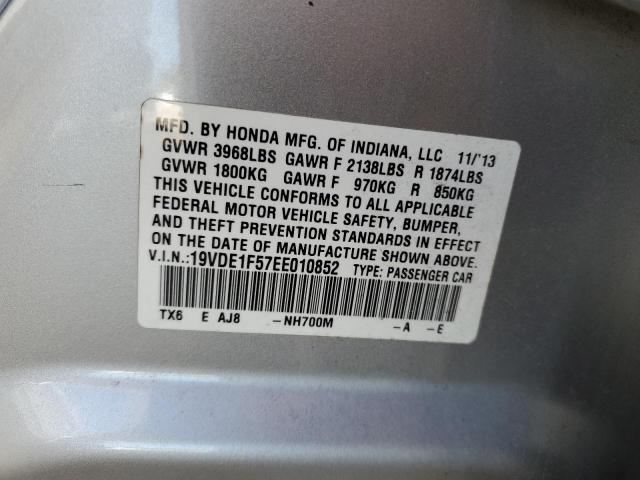 MFD. BY HONDA MFG. OF INDIANA, LLC 11/'13
GVWR 3968LBS GAWR F 2138LBS R 1874LBS
GVWR 1800KG GAWR F 970KG R 850KG
THIS VEHICLE CONFORMS TO ALL APPLICABLE
FEDERAL MOTOR VEHICLE SAFETY, BUMPER,
AND THEFT PREVENTION STANDARDS IN EFFECT
ON THE DATE OF MANUFACTURE SHOWN ABOVE.
V.I.N.:19VDE1F57EE010852 TYPE: PASSENGER CAR
TX6 E AJ8 -NH700M -A -E